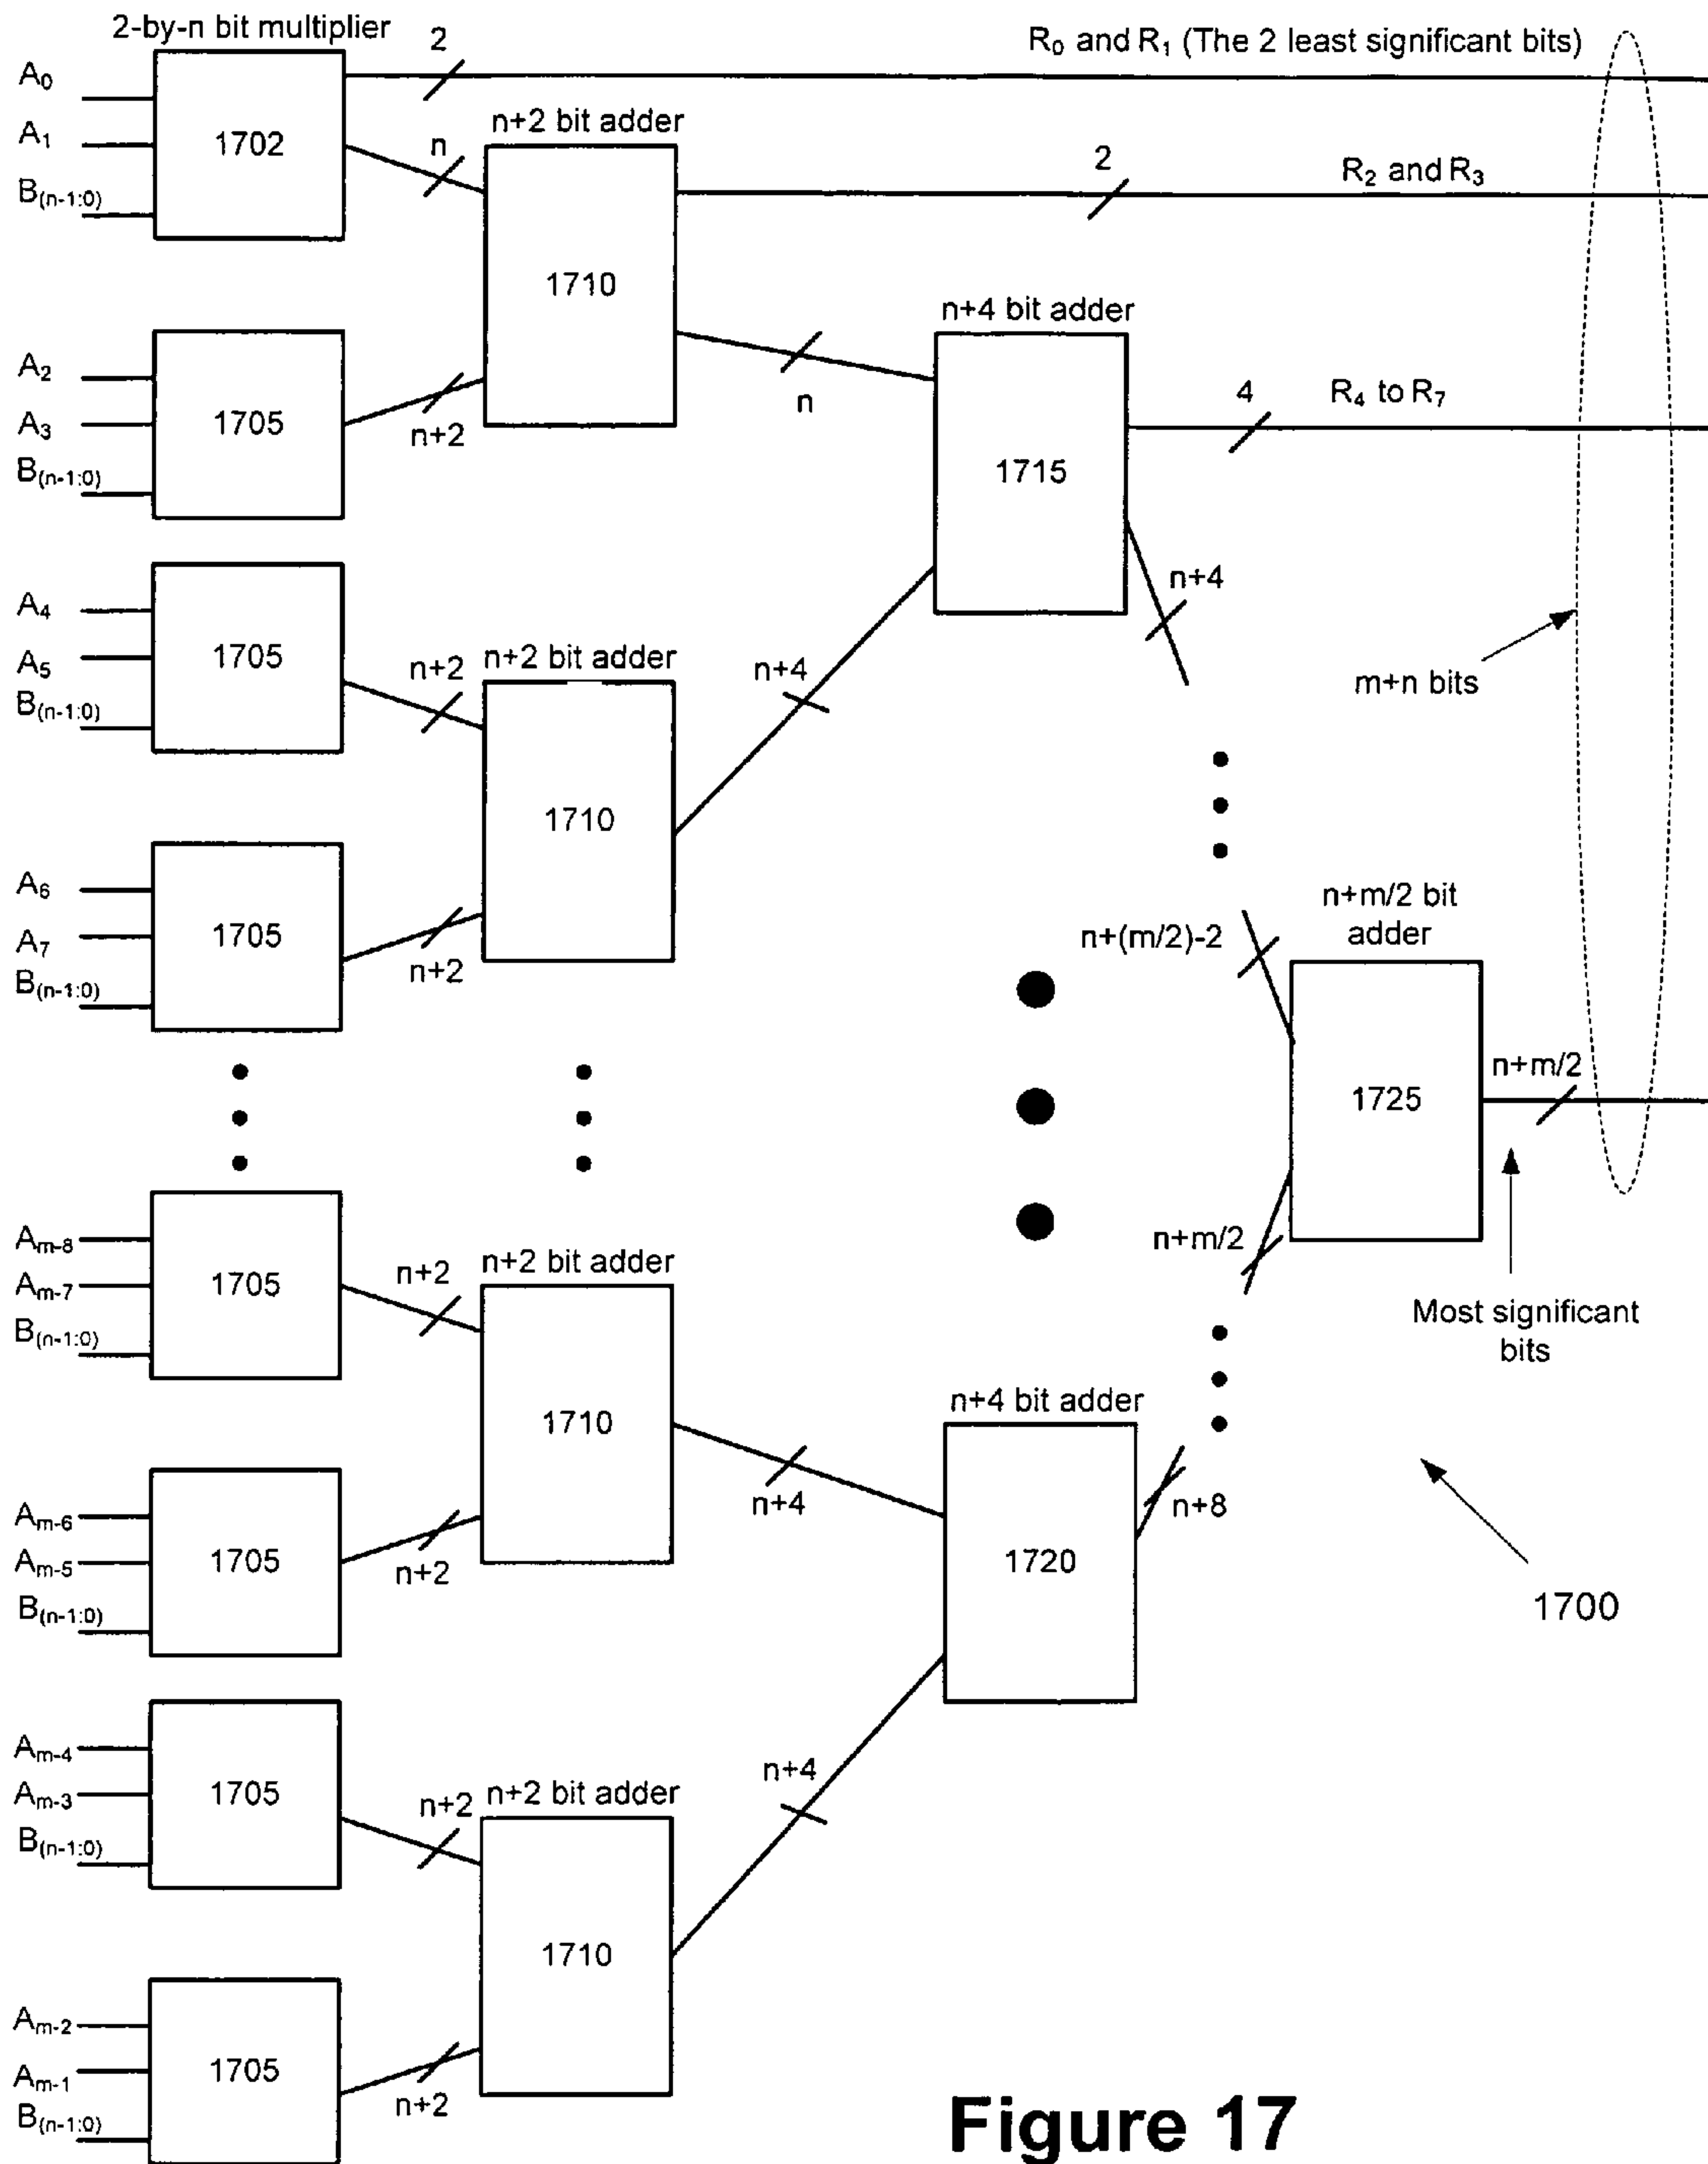 2-by-n bit multiplier
2
R₀ and R₁ (The 2 least significant bits)
A₀
A₁
B₍ₙ₋₁:₀₎
1702
n
n+2 bit adder
1710
2
R₂ and R₃
A₂
A₃
B₍ₙ₋₁:₀₎
1705
n+2
n
n+4 bit adder
1715
4
R₄ to R₇
n+4
m+n bits
A₄
A₅
B₍ₙ₋₁:₀₎
1705
n+2
n+2 bit adder
1710
n+4
A₆
A₇
B₍ₙ₋₁:₀₎
1705
n+2
n+(m/2)-2
n+m/2 bit
adder
1725
n+m/2
n+m/2
Most significant
bits
Aₘ₋₈
Aₘ₋₇
B₍ₙ₋₁:₀₎
1705
n+2
n+2 bit adder
1710
n+4
Aₘ₋₆
Aₘ₋₅
B₍ₙ₋₁:₀₎
1705
n+2
n+4 bit adder
1720
n+8
1700
Aₘ₋₄
Aₘ₋₃
B₍ₙ₋₁:₀₎
1705
n+2
n+2 bit adder
1710
n+4
Aₘ₋₂
Aₘ₋₁
B₍ₙ₋₁:₀₎
1705
n+2
Figure 17